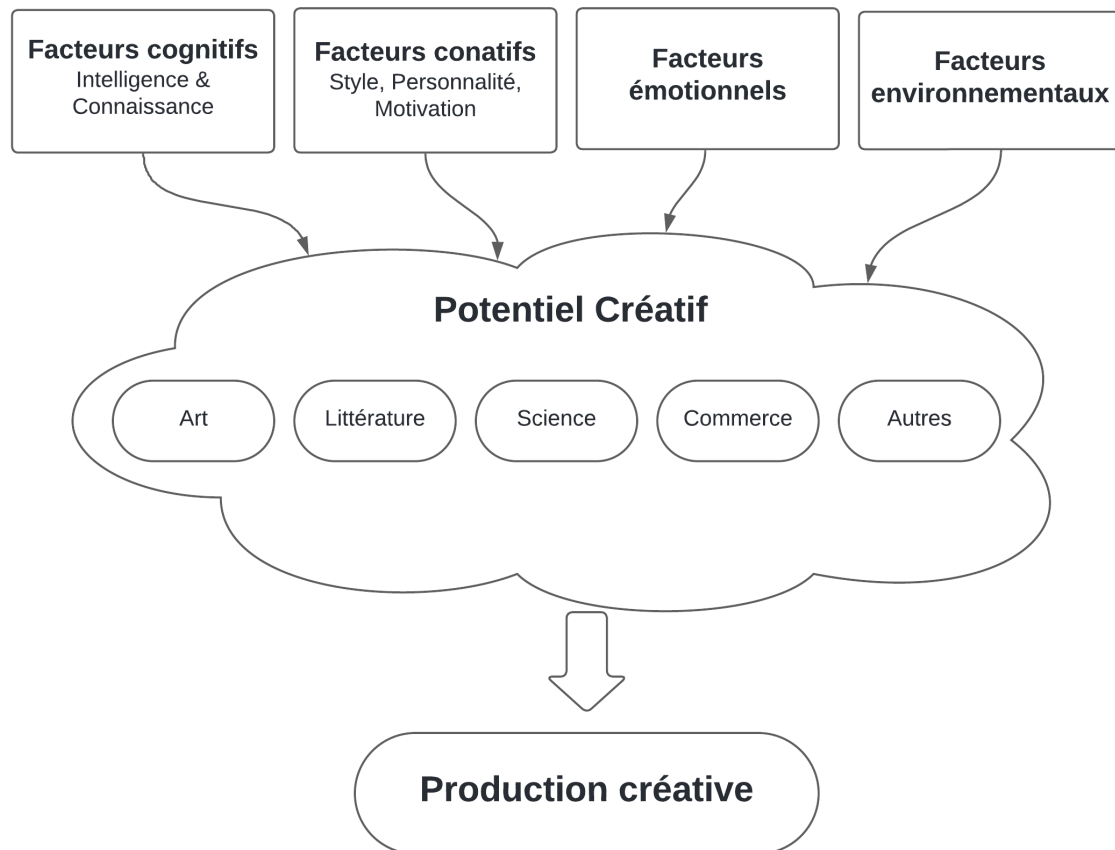 Facteurs cognitifs
Intelligence &
Connaissance
Facteurs conatifs
Style, Personnalité,
Motivation
Facteurs
émotionnels
Facteurs
environnementaux
Potentiel Créatif
Art
Littérature
Science
Commerce
Autres
Production créative